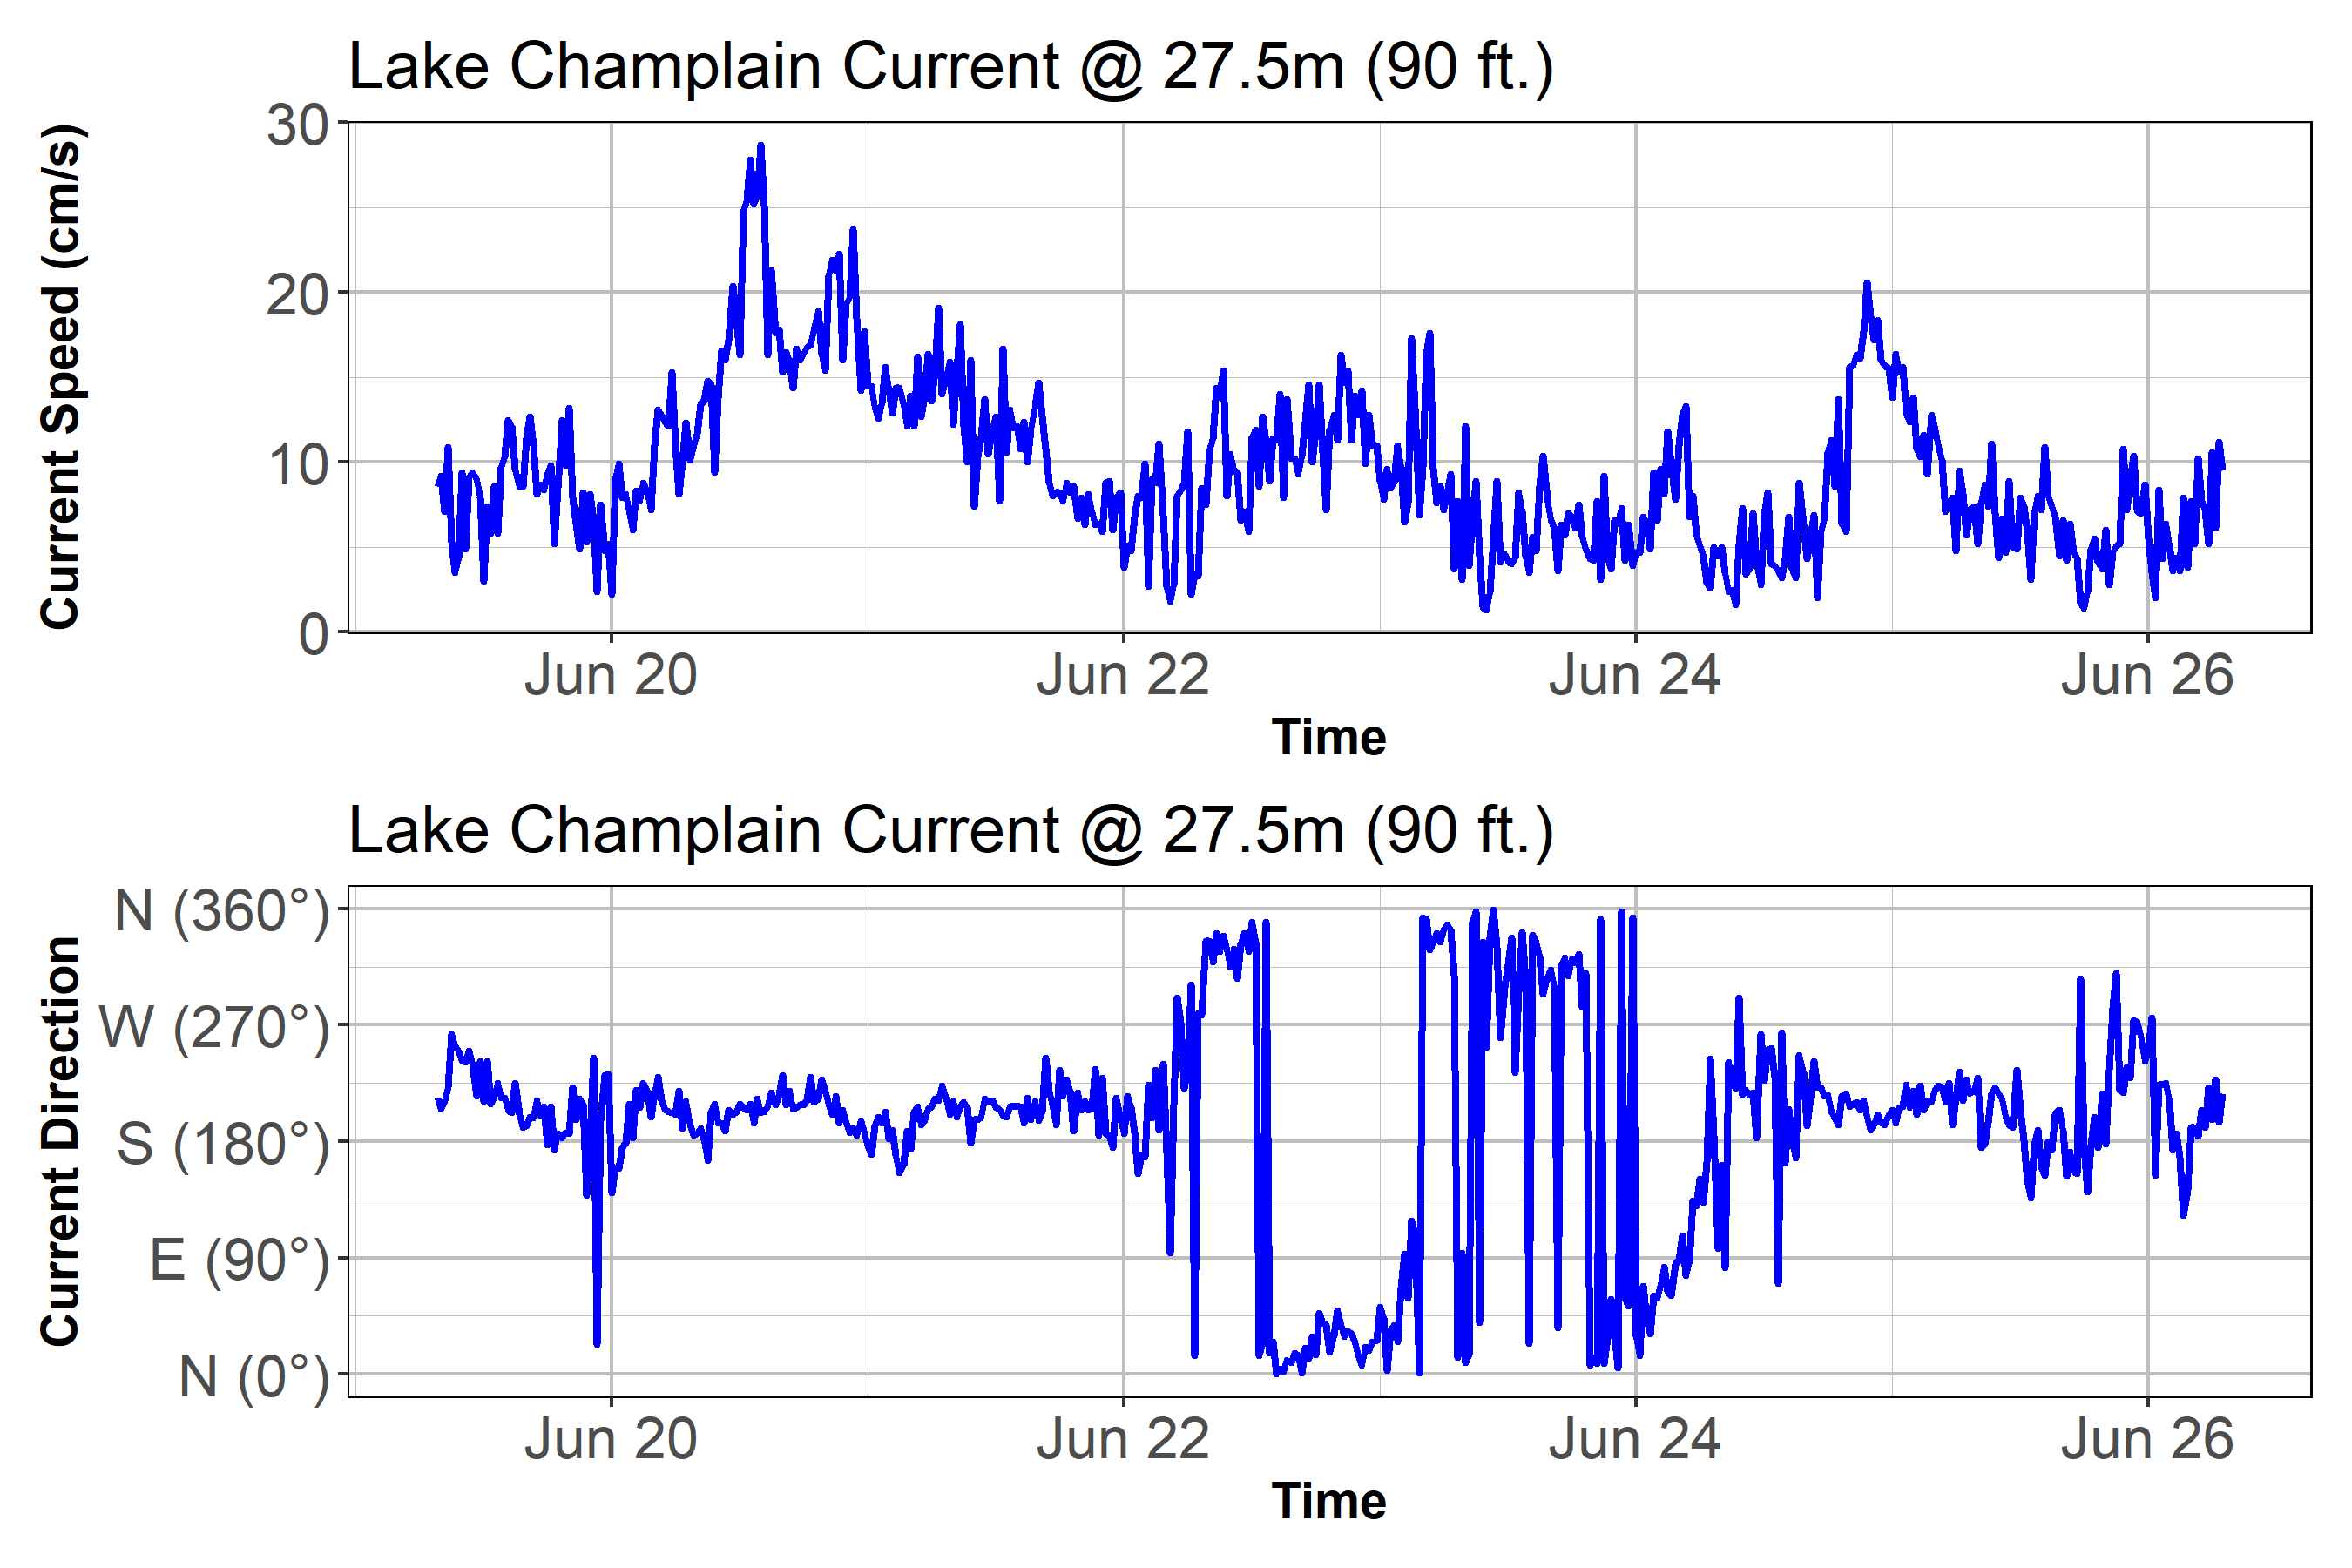 Lake Champlain Current @ 27.5m (90 ft.)
Current Speed (cm/s)
30
20
10
0
Jun 20 Jun 22 Jun 24 Jun 26
Time
Lake Champlain Current @ 27.5m (90 ft.)
Current Direction
N (360°)
W (270°)
S (180°)
E (90°)
N (0°)
Jun 20 Jun 22 Jun 24 Jun 26
Time